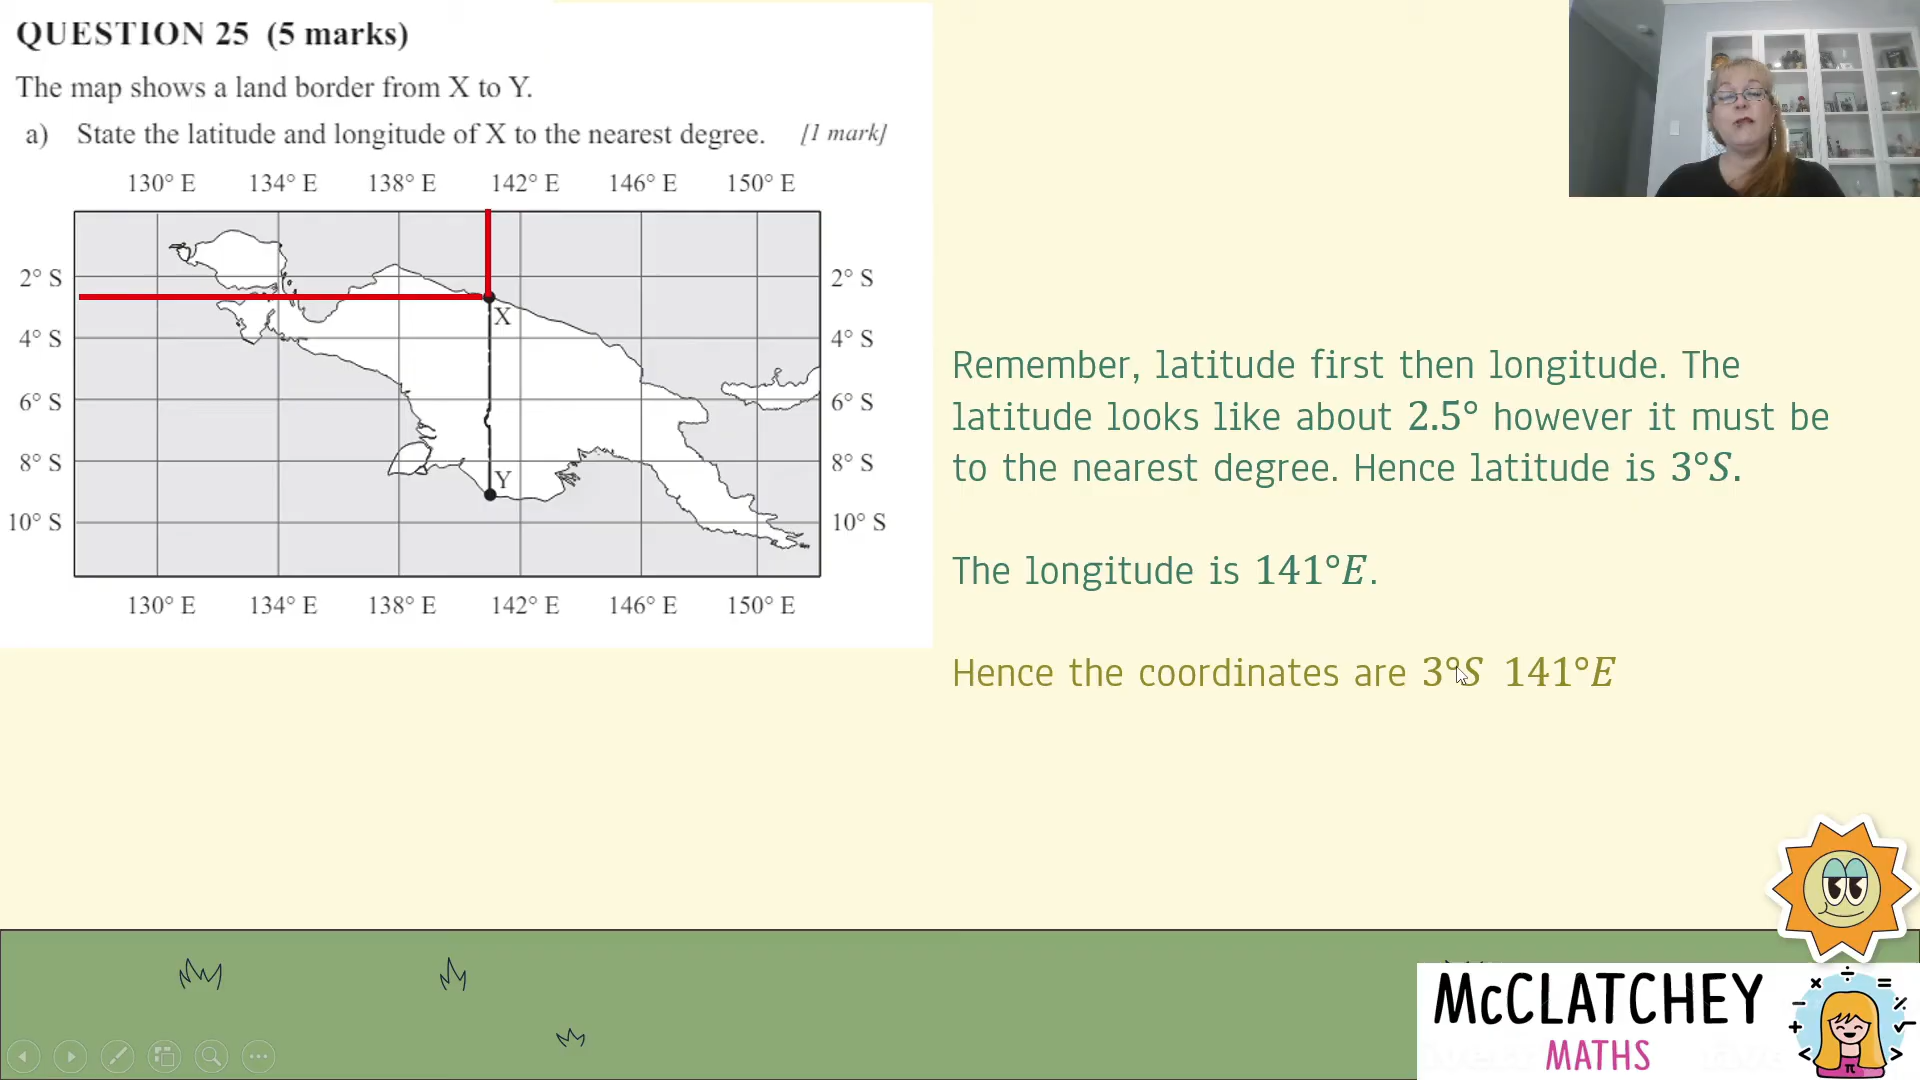 QUESTION 25 (5 marks)
The map shows a land border from X to Y.
a) State the latitude and longitude of X to the nearest degree. [1 mark]
130° E 134° E 138° E 142° E 146° E 150° E
2° S 2° S
X
4° S 4° S
6° S 6° S
8° S 8° S
Y
10° S 10° S
130° E 134° E 138° E 142° E 146° E 150° E
Remember, latitude first then longitude. The
latitude looks like about 2.5° however it must be
to the nearest degree. Hence latitude is 3°S.
The longitude is 141°E.
Hence the coordinates are 3°S 141°E
McCLATCHEY
MATHS